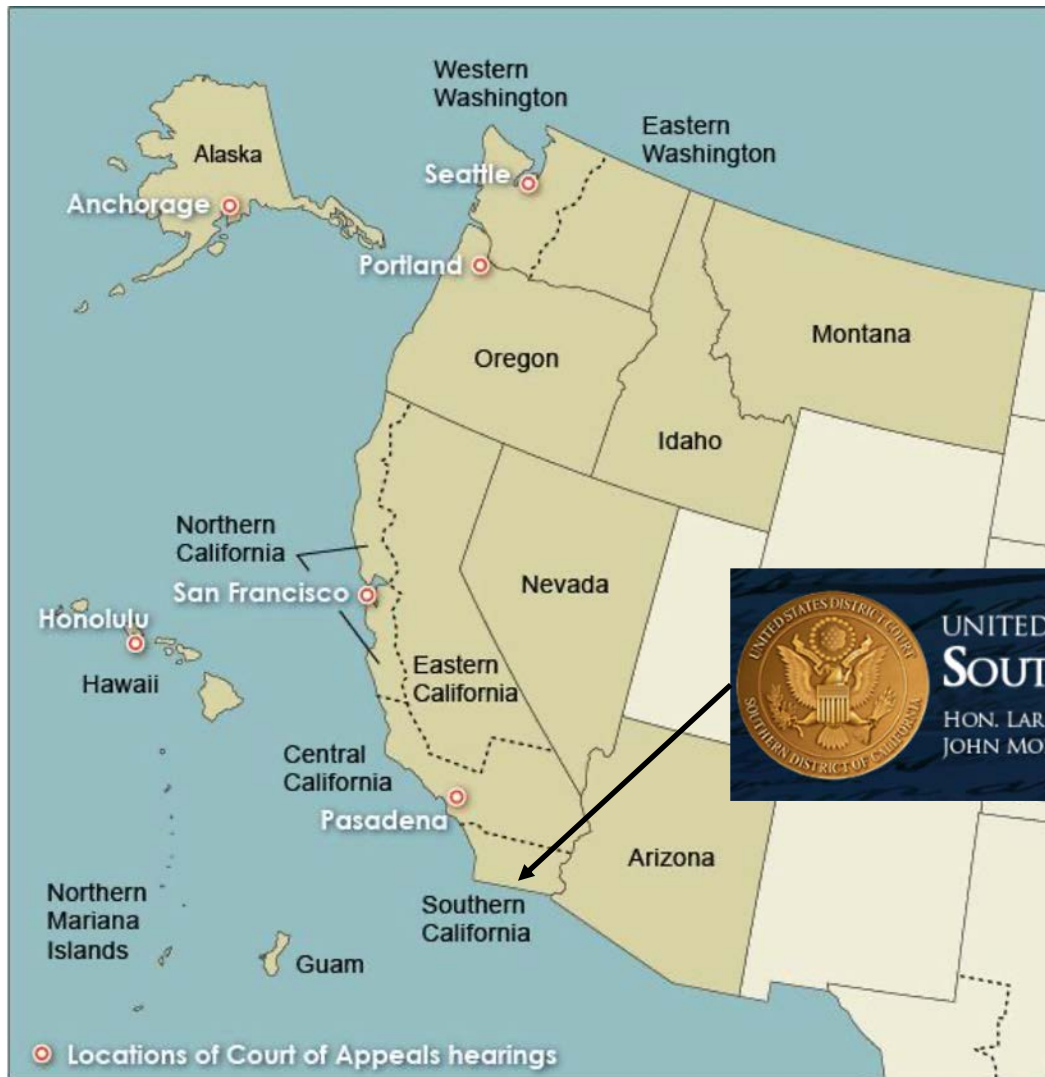 Western
Washington
Eastern
Washington
Alaska
Seattle
Anchorage
Portland
Montana
Oregon
Idaho
Northern
California
San Francisco
Nevada
Honolulu
Hawaii
Eastern
California
UNITED STATES DISTRICT COURT
SOUTHERN DISTRICT OF CALIFORNIA
UNITED
SOUT
HON. LAR
JOHN MO
Central
California
Pasadena
Arizona
Southern
California
Northern
Mariana
Islands
Guam
Locations of Court of Appeals hearings